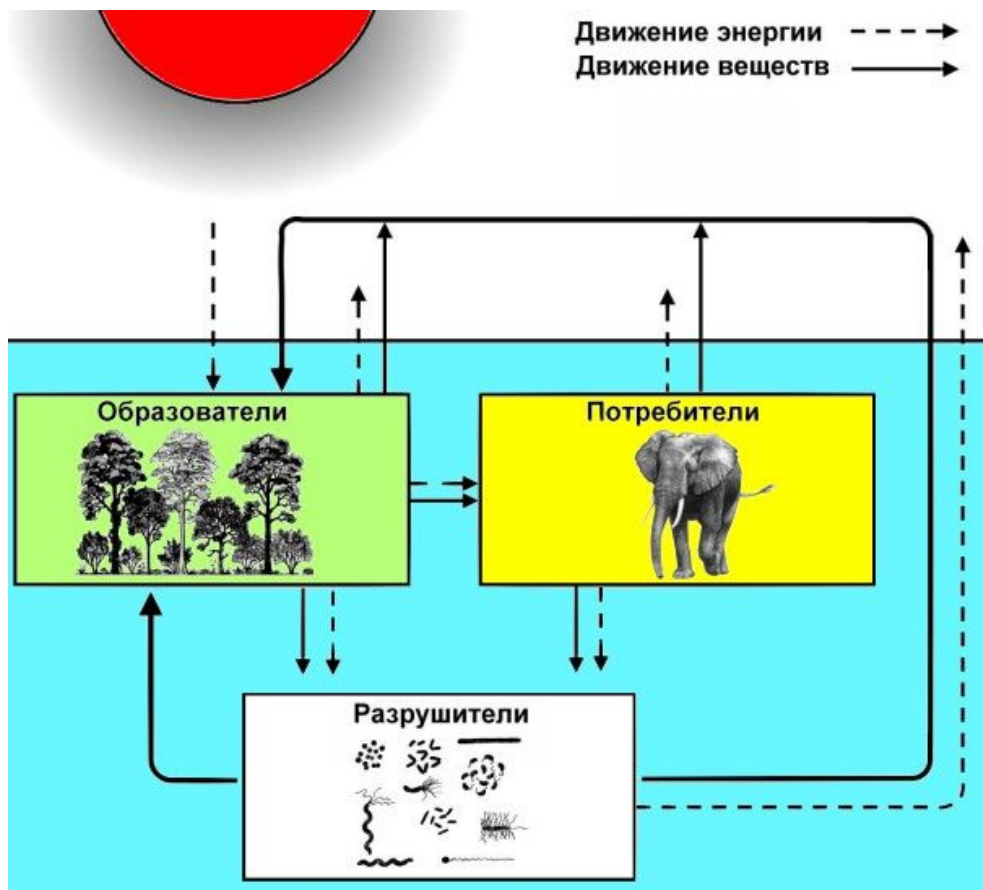 Движение энергии
Движение веществ
Образователи
Потребители
Разрушители